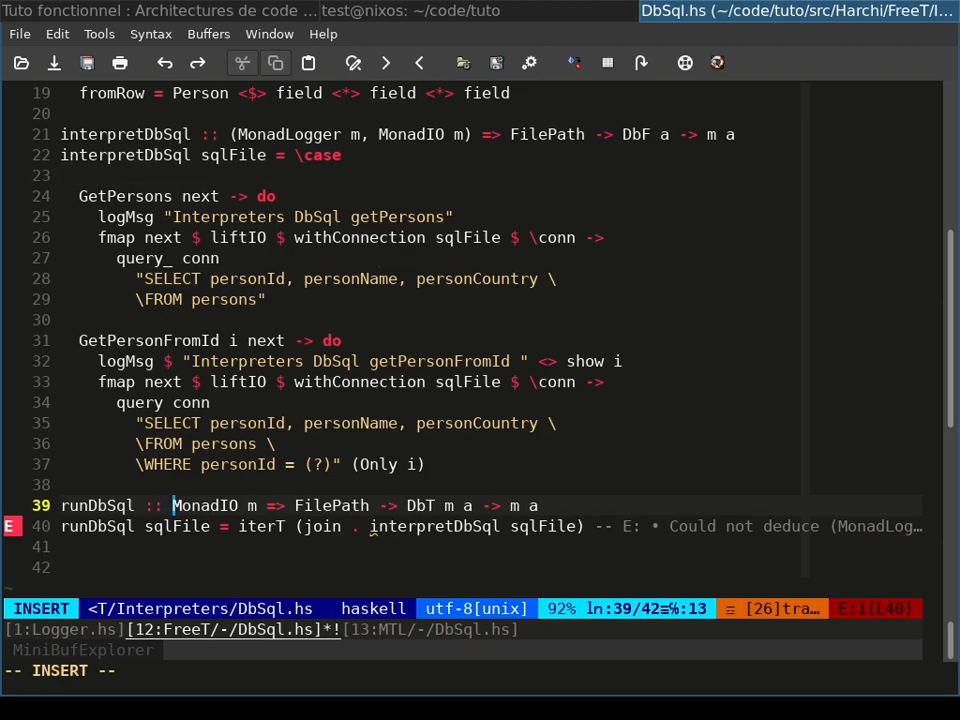 Tuto fonctionnel : Architectures de code ... test@nixos: ~/code/tuto DbSql.hs (~/code/tuto/src/Harchi/FreeT/I...
File Edit Tools Syntax Buffers Window Help
19 fromRow = Person <$> field <*> field <*> field
20
21 interpretDbSql :: (MonadLogger m, MonadIO m) => FilePath -> DbF a -> m a
22 interpretDbSql sqlFile = \case
23
24 GetPersons next -> do
25 logMsg "Interpreters DbSql getPersons"
26 fmap next $ liftIO $ withConnection sqlFile $ \conn ->
27 query_ conn
28 "SELECT personId, personName, personCountry \
29 \FROM persons"
30
31 GetPersonFromId i next -> do
32 logMsg $ "Interpreters DbSql getPersonFromId " <> show i
33 fmap next $ liftIO $ withConnection sqlFile $ \conn ->
34 query conn
35 "SELECT personId, personName, personCountry \
36 \FROM persons \
37 \WHERE personId = (?)" (Only i)
38
39 runDbSql :: MonadIO m => FilePath -> DbT m a -> m a
E 40 runDbSql sqlFile = iterT (join . interpretDbSql sqlFile) -- E: • Could not deduce (MonadLog…
41
42
~
INSERT <T/Interpreters/DbSql.hs haskell utf-8[unix] 92% ln:39/42≡℅:13 ☲ [26]tra… E:1(L40)
[1:Logger.hs][12:FreeT/-/DbSql.hs]*![13:MTL/-/DbSql.hs]
MiniBufExplorer
-- INSERT --